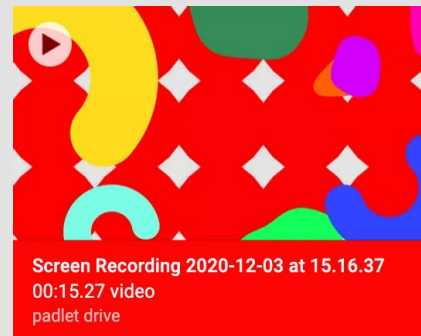 Screen Recording 2020-12-03 at 15.16.37
00:15.27 video
padlet drive